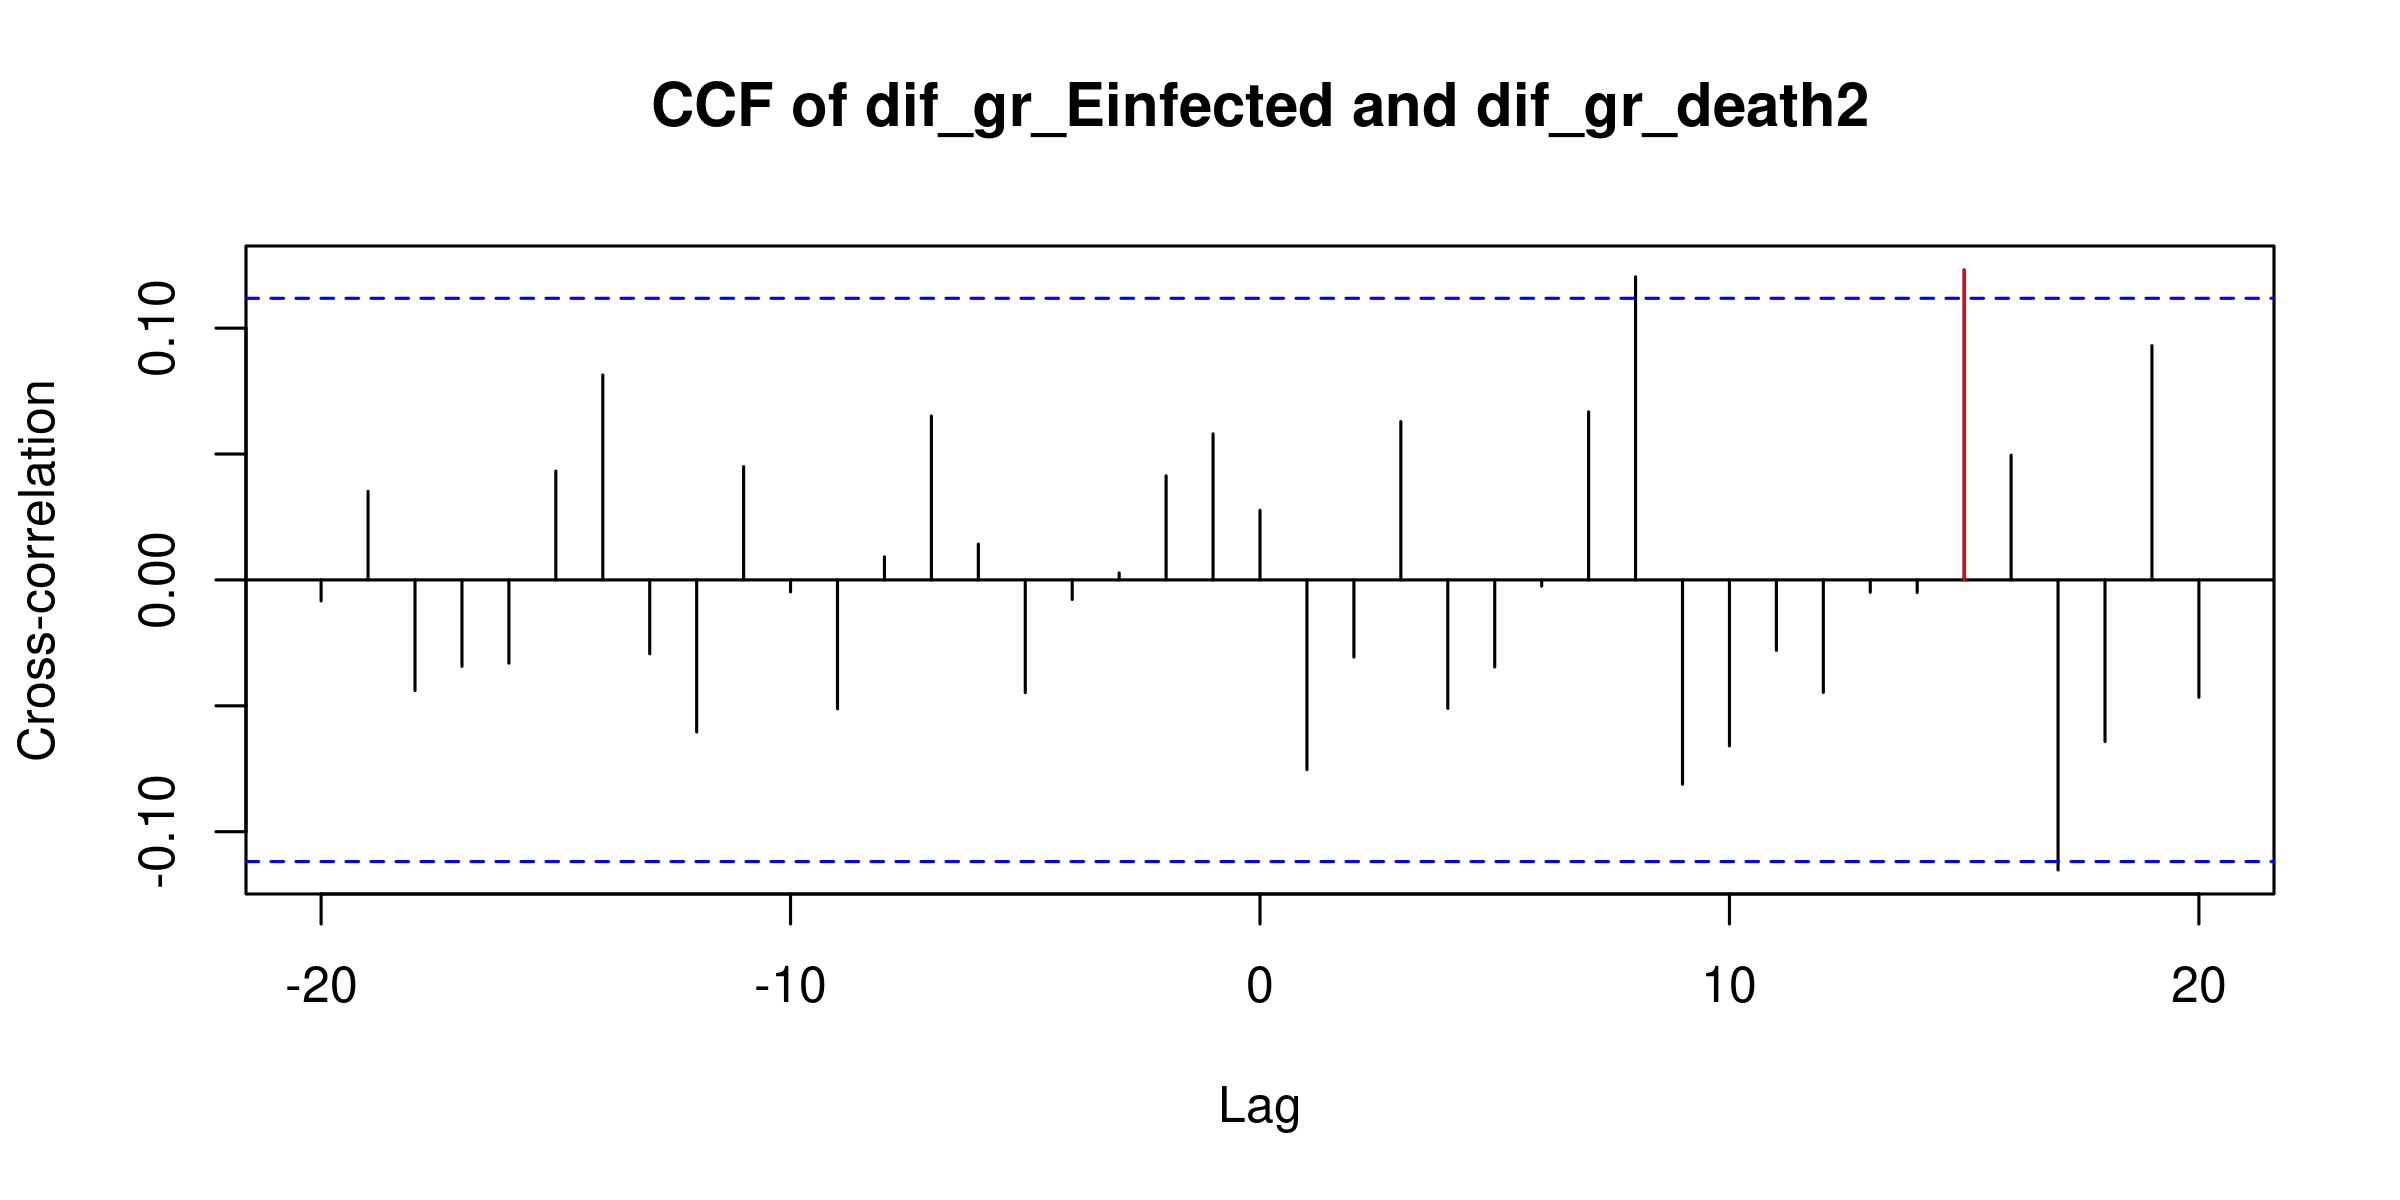 CCF of dif_gr_Einfected and dif_gr_death2
Cross-correlation
0.10
0.00
-0.10
-20 -10 0 10 20
Lag